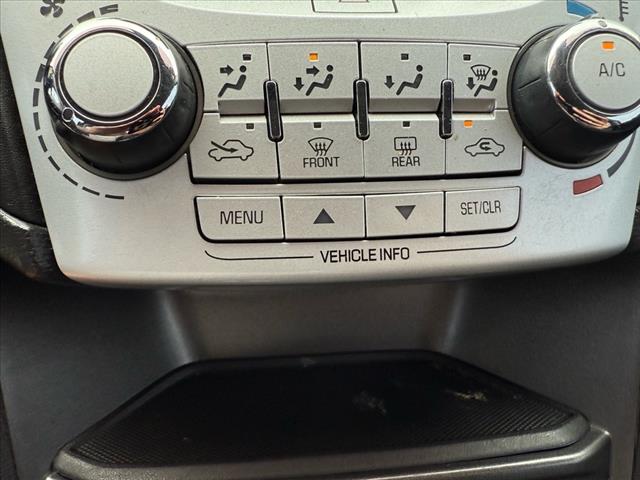 A/C
FRONT
REAR
MENU
SET/CLR
VEHICLE INFO